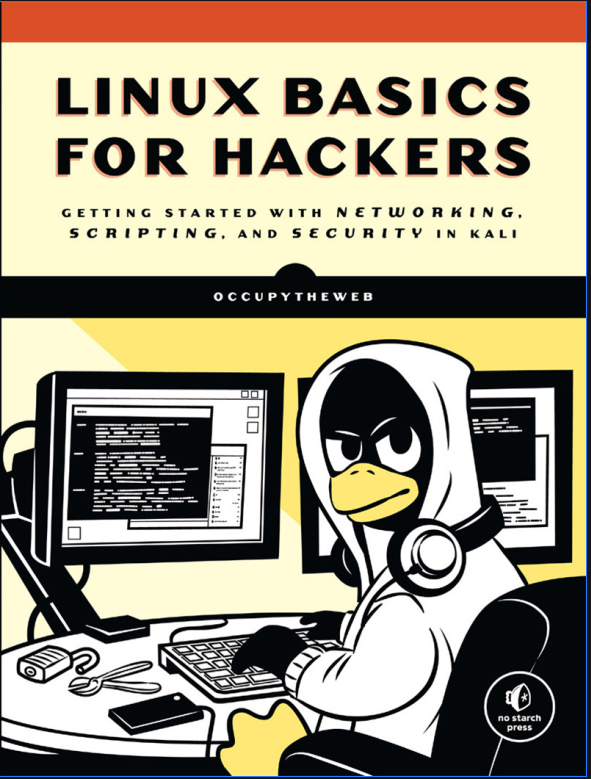 LINUX BASICS
FOR HACKERS
GETTING STARTED WITH NETWORKING,
SCRIPTING, AND SECURITY IN KALI
OCCUPYTHEWEB
no starch
press